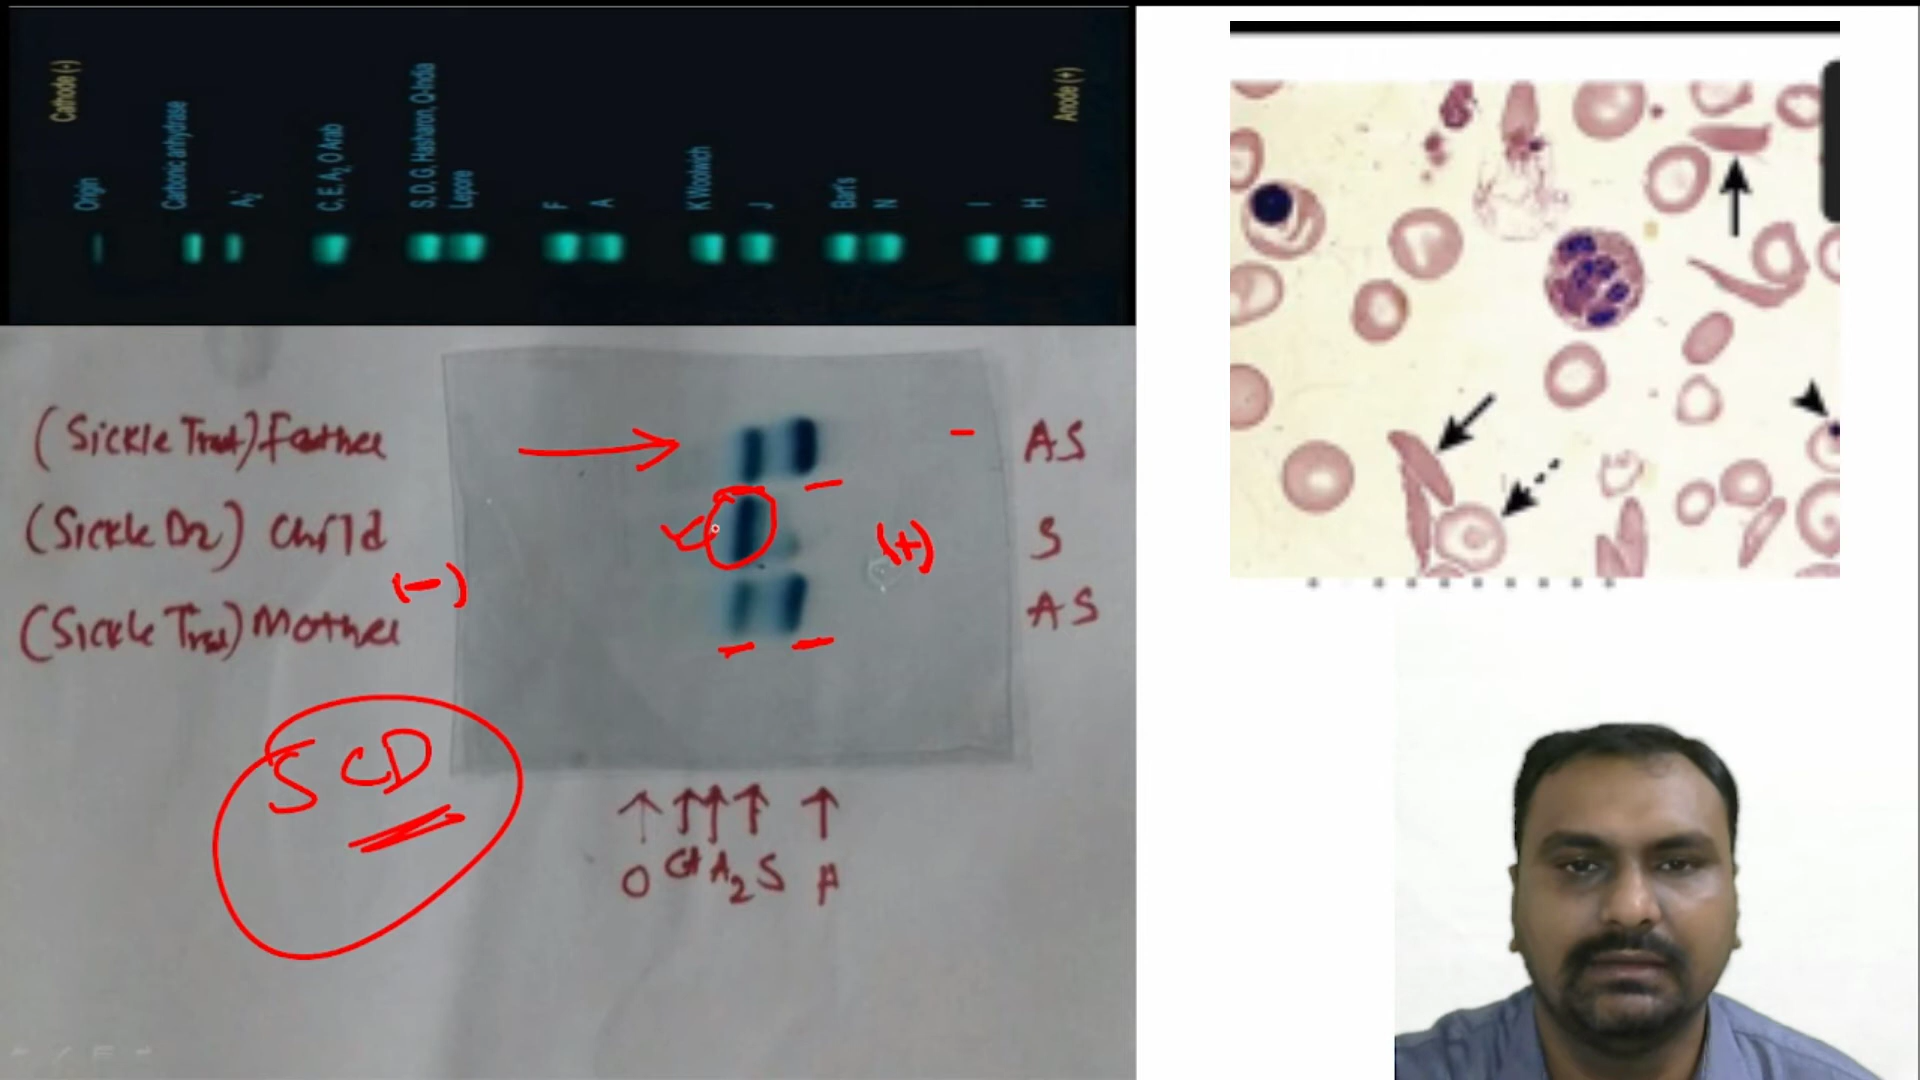 Cathode (-)
Origin
Carbonic anhydrase
A2'
C, E, A2, O Arab
S, D, G, Hasharon, Q-India
Lepore
F
A
K Woolwich
J
Bart's
N
I
H
Anode (+)
(Sickle Trait) Father
AS
(Sickle Dz) Child
(+)
S
(-)
(Sickle Trait) Mother
AS
SCD
O CA A2 S A